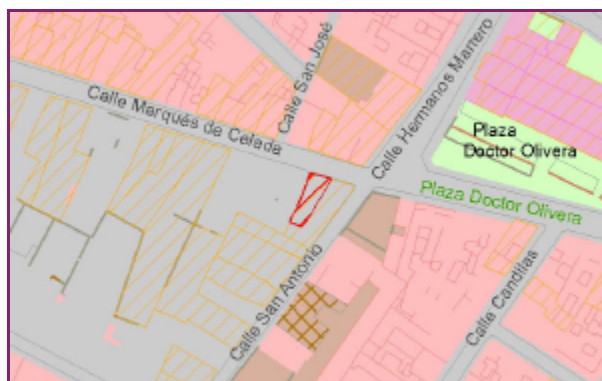 Calle San José
Calle Hermanos Marrero
Calle Marqués de Celada
Plaza
Doctor Olivera
Plaza Doctor Olivera
Calle San Antonio
Calle Candilas